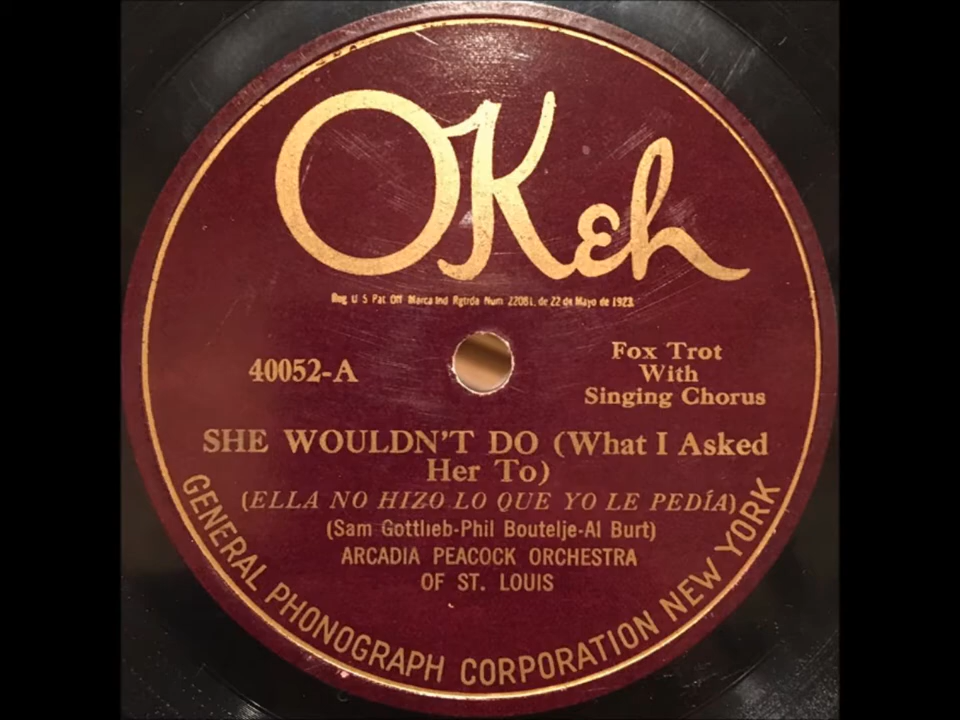 OKeh
Reg. U S Pat Off Marca Ind Rgtrda Num 22081, de 22 de Mayo de 1923.
40052-A
Fox Trot
With
Singing Chorus
SHE WOULDN'T DO (What I Asked
Her To)
(ELLA NO HIZO LO QUE YO LE PEDÍA)
(Sam Gottlieb-Phil Boutelje-Al Burt)
ARCADIA PEACOCK ORCHESTRA
OF ST. LOUIS
GENERAL PHONOGRAPH CORPORATION NEW YORK